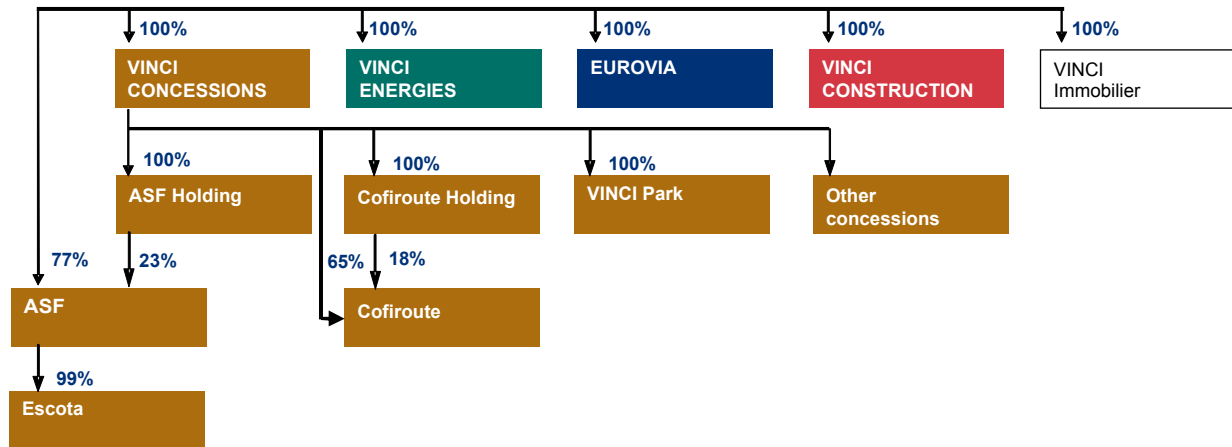 100%
100%
100%
100%
100%
VINCI
CONCESSIONS
VINCI
ENERGIES
EUROVIA
VINCI
CONSTRUCTION
VINCI
Immobilier
100%
100%
100%
ASF Holding
Cofiroute Holding
VINCI Park
Other
concessions
77%
23%
65%
18%
ASF
Cofiroute
99%
Escota